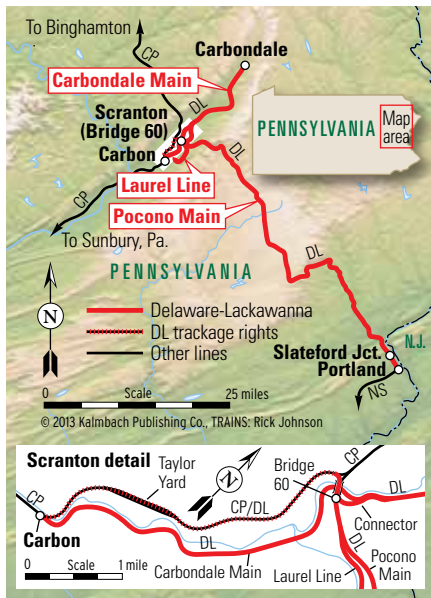 To Binghamton
CP
Carbondale
Carbondale Main
DL
Scranton
(Bridge 60)
PENNSYLVANIA
Map
area
DL
Carbon
Laurel Line
CP
Pocono Main
To Sunbury, Pa.
DL
PENNSYLVANIA
N
Delaware-Lackawanna
DL trackage rights
Other lines
N.J.
Slateford Jct.
Portland
NS
0 Scale 25 miles
© 2013 Kalmbach Publishing Co., TRAINS: Rick Johnson
Scranton detail
Taylor
Yard
N
Bridge
60
CP
CP
CP/DL
DL
Carbon
DL
Connector
DL
0 Scale 1 mile
Carbondale Main
Laurel Line
Pocono
Main